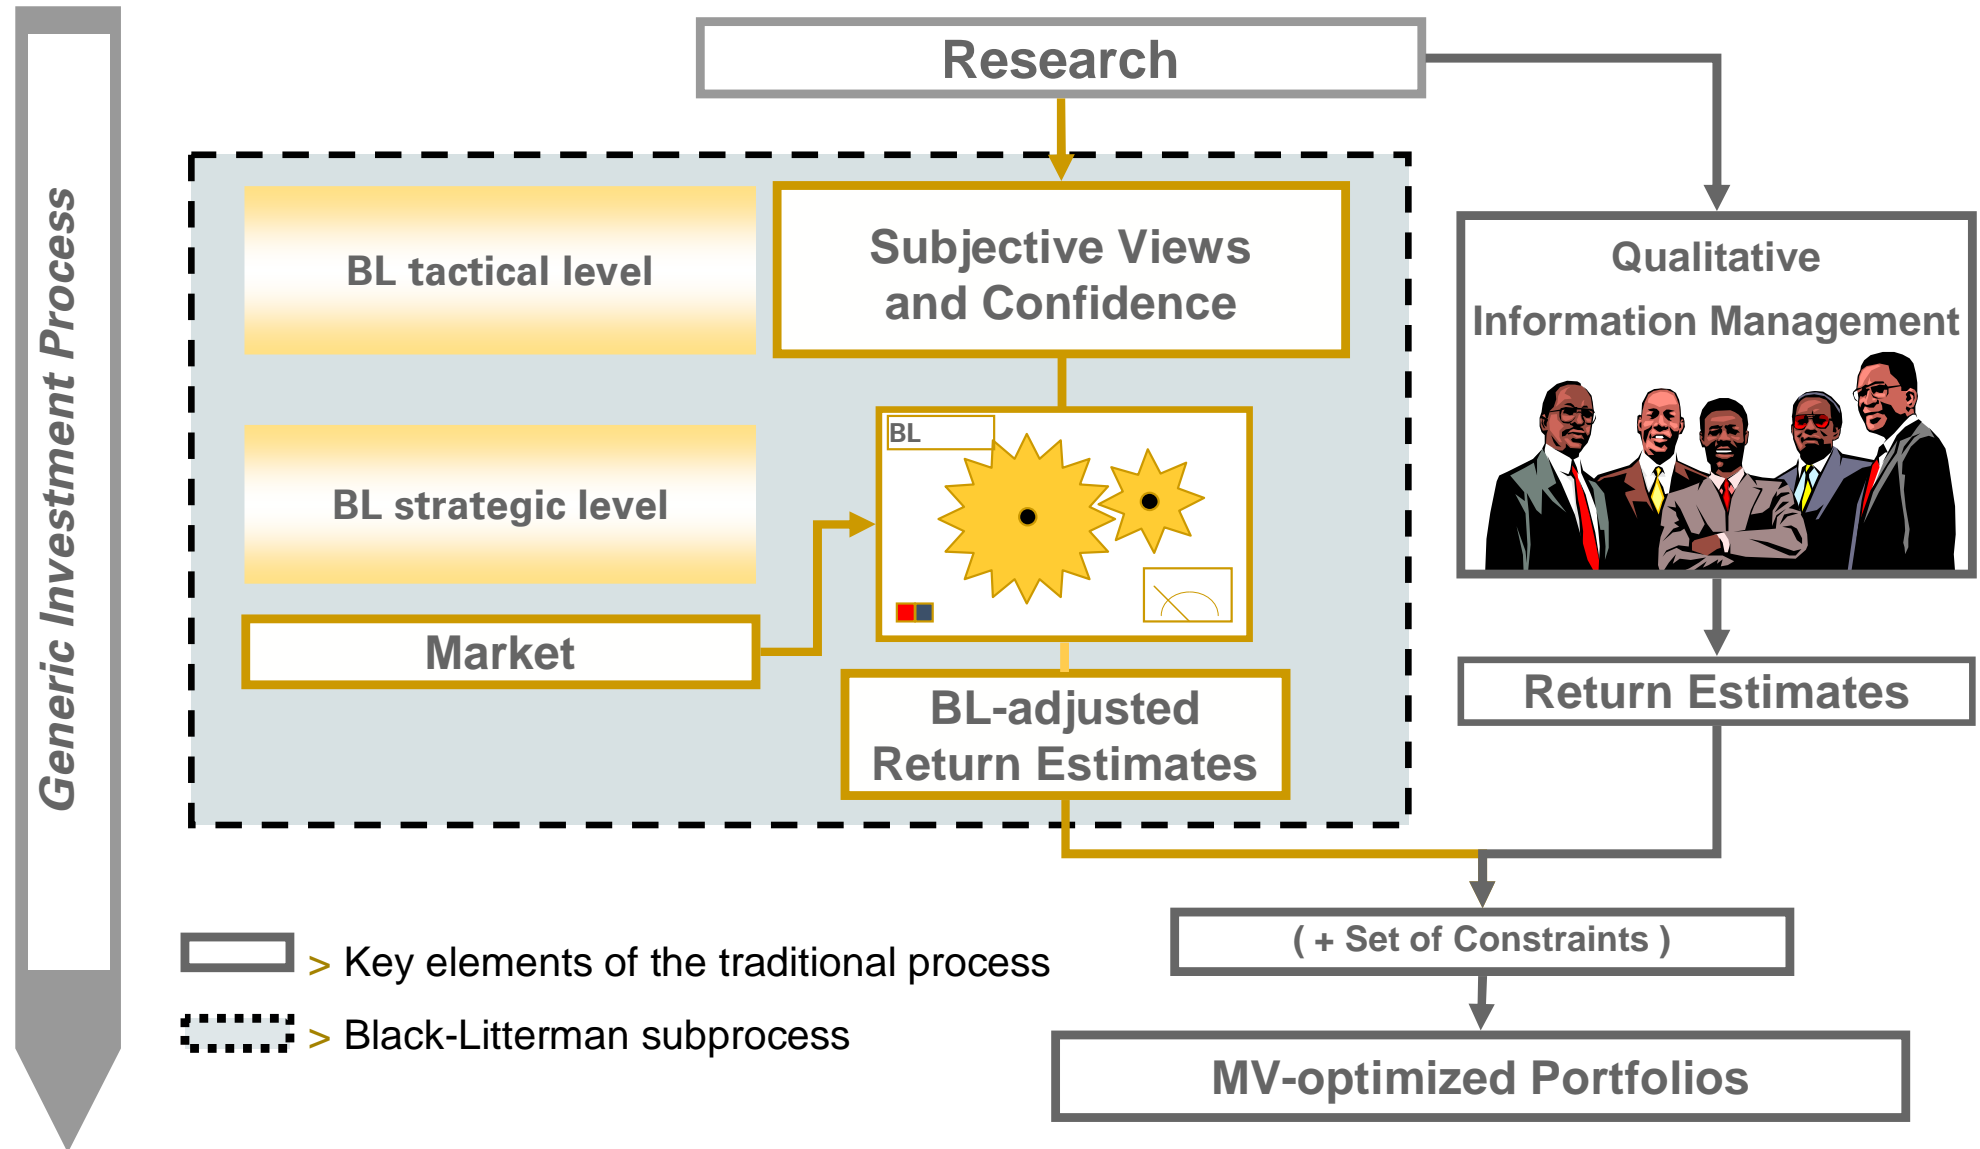 Generic Investment Process
Research
BL tactical level
Subjective Views
and Confidence
Qualitative
Information Management
BL
BL strategic level
Market
BL-adjusted
Return Estimates
Return Estimates
( + Set of Constraints )
> Key elements of the traditional process
> Black-Litterman subprocess
MV-optimized Portfolios